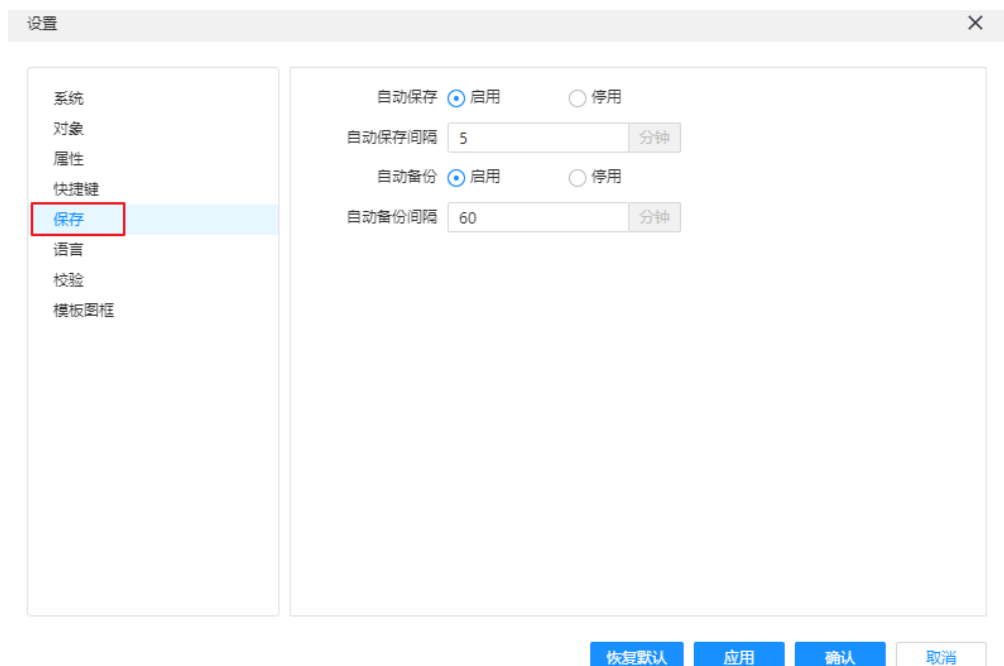 设置
系统
对象
属性
快捷键
保存
语言
校验
模板图框
自动保存 启用 停用
自动保存间隔 5 分钟
自动备份 启用 停用
自动备份间隔 60 分钟
恢复默认 应用 确认 取消